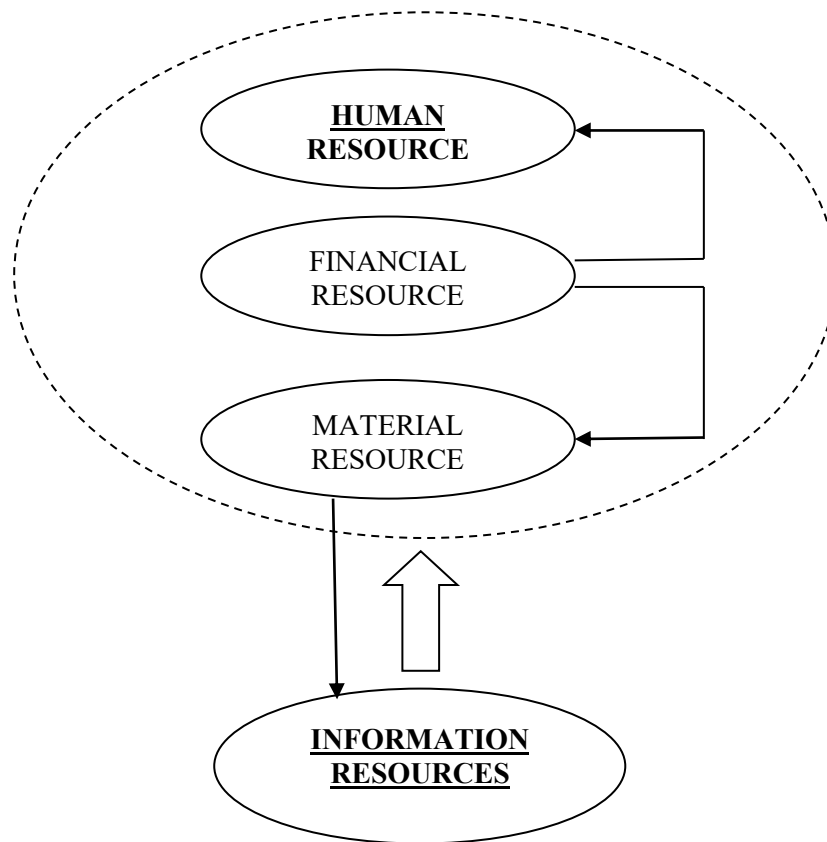 HUMAN
RESOURCE
FINANCIAL
RESOURCE
MATERIAL
RESOURCE
INFORMATION
RESOURCES